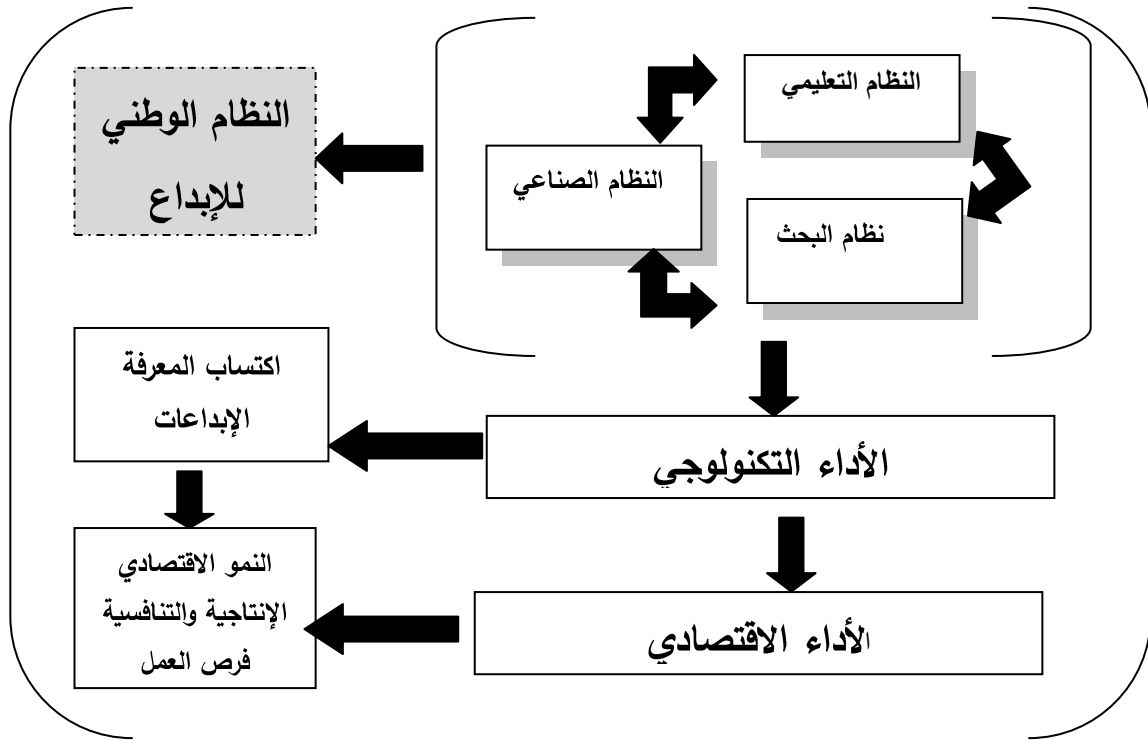 النظام التعليمي
النظام الصناعي
نظام البحث
النظام الوطني
للإبداع
الأداء التكنولوجي
اكتساب المعرفة
الإبداعات
الأداء الاقتصادي
النمو الاقتصادي
الإنتاجية والتنافسية
فرص العمل